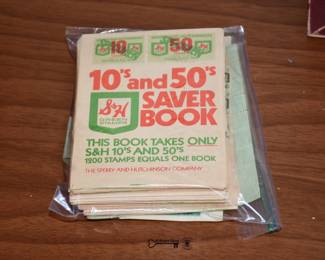 10 50
10's and 50's
S&H
GREEN
STAMPS
SAVER
BOOK
THIS BOOK TAKES ONLY
S&H 10'S AND 50'S
1200 STAMPS EQUALS ONE BOOK
THE SPERRY AND HUTCHINSON COMPANY